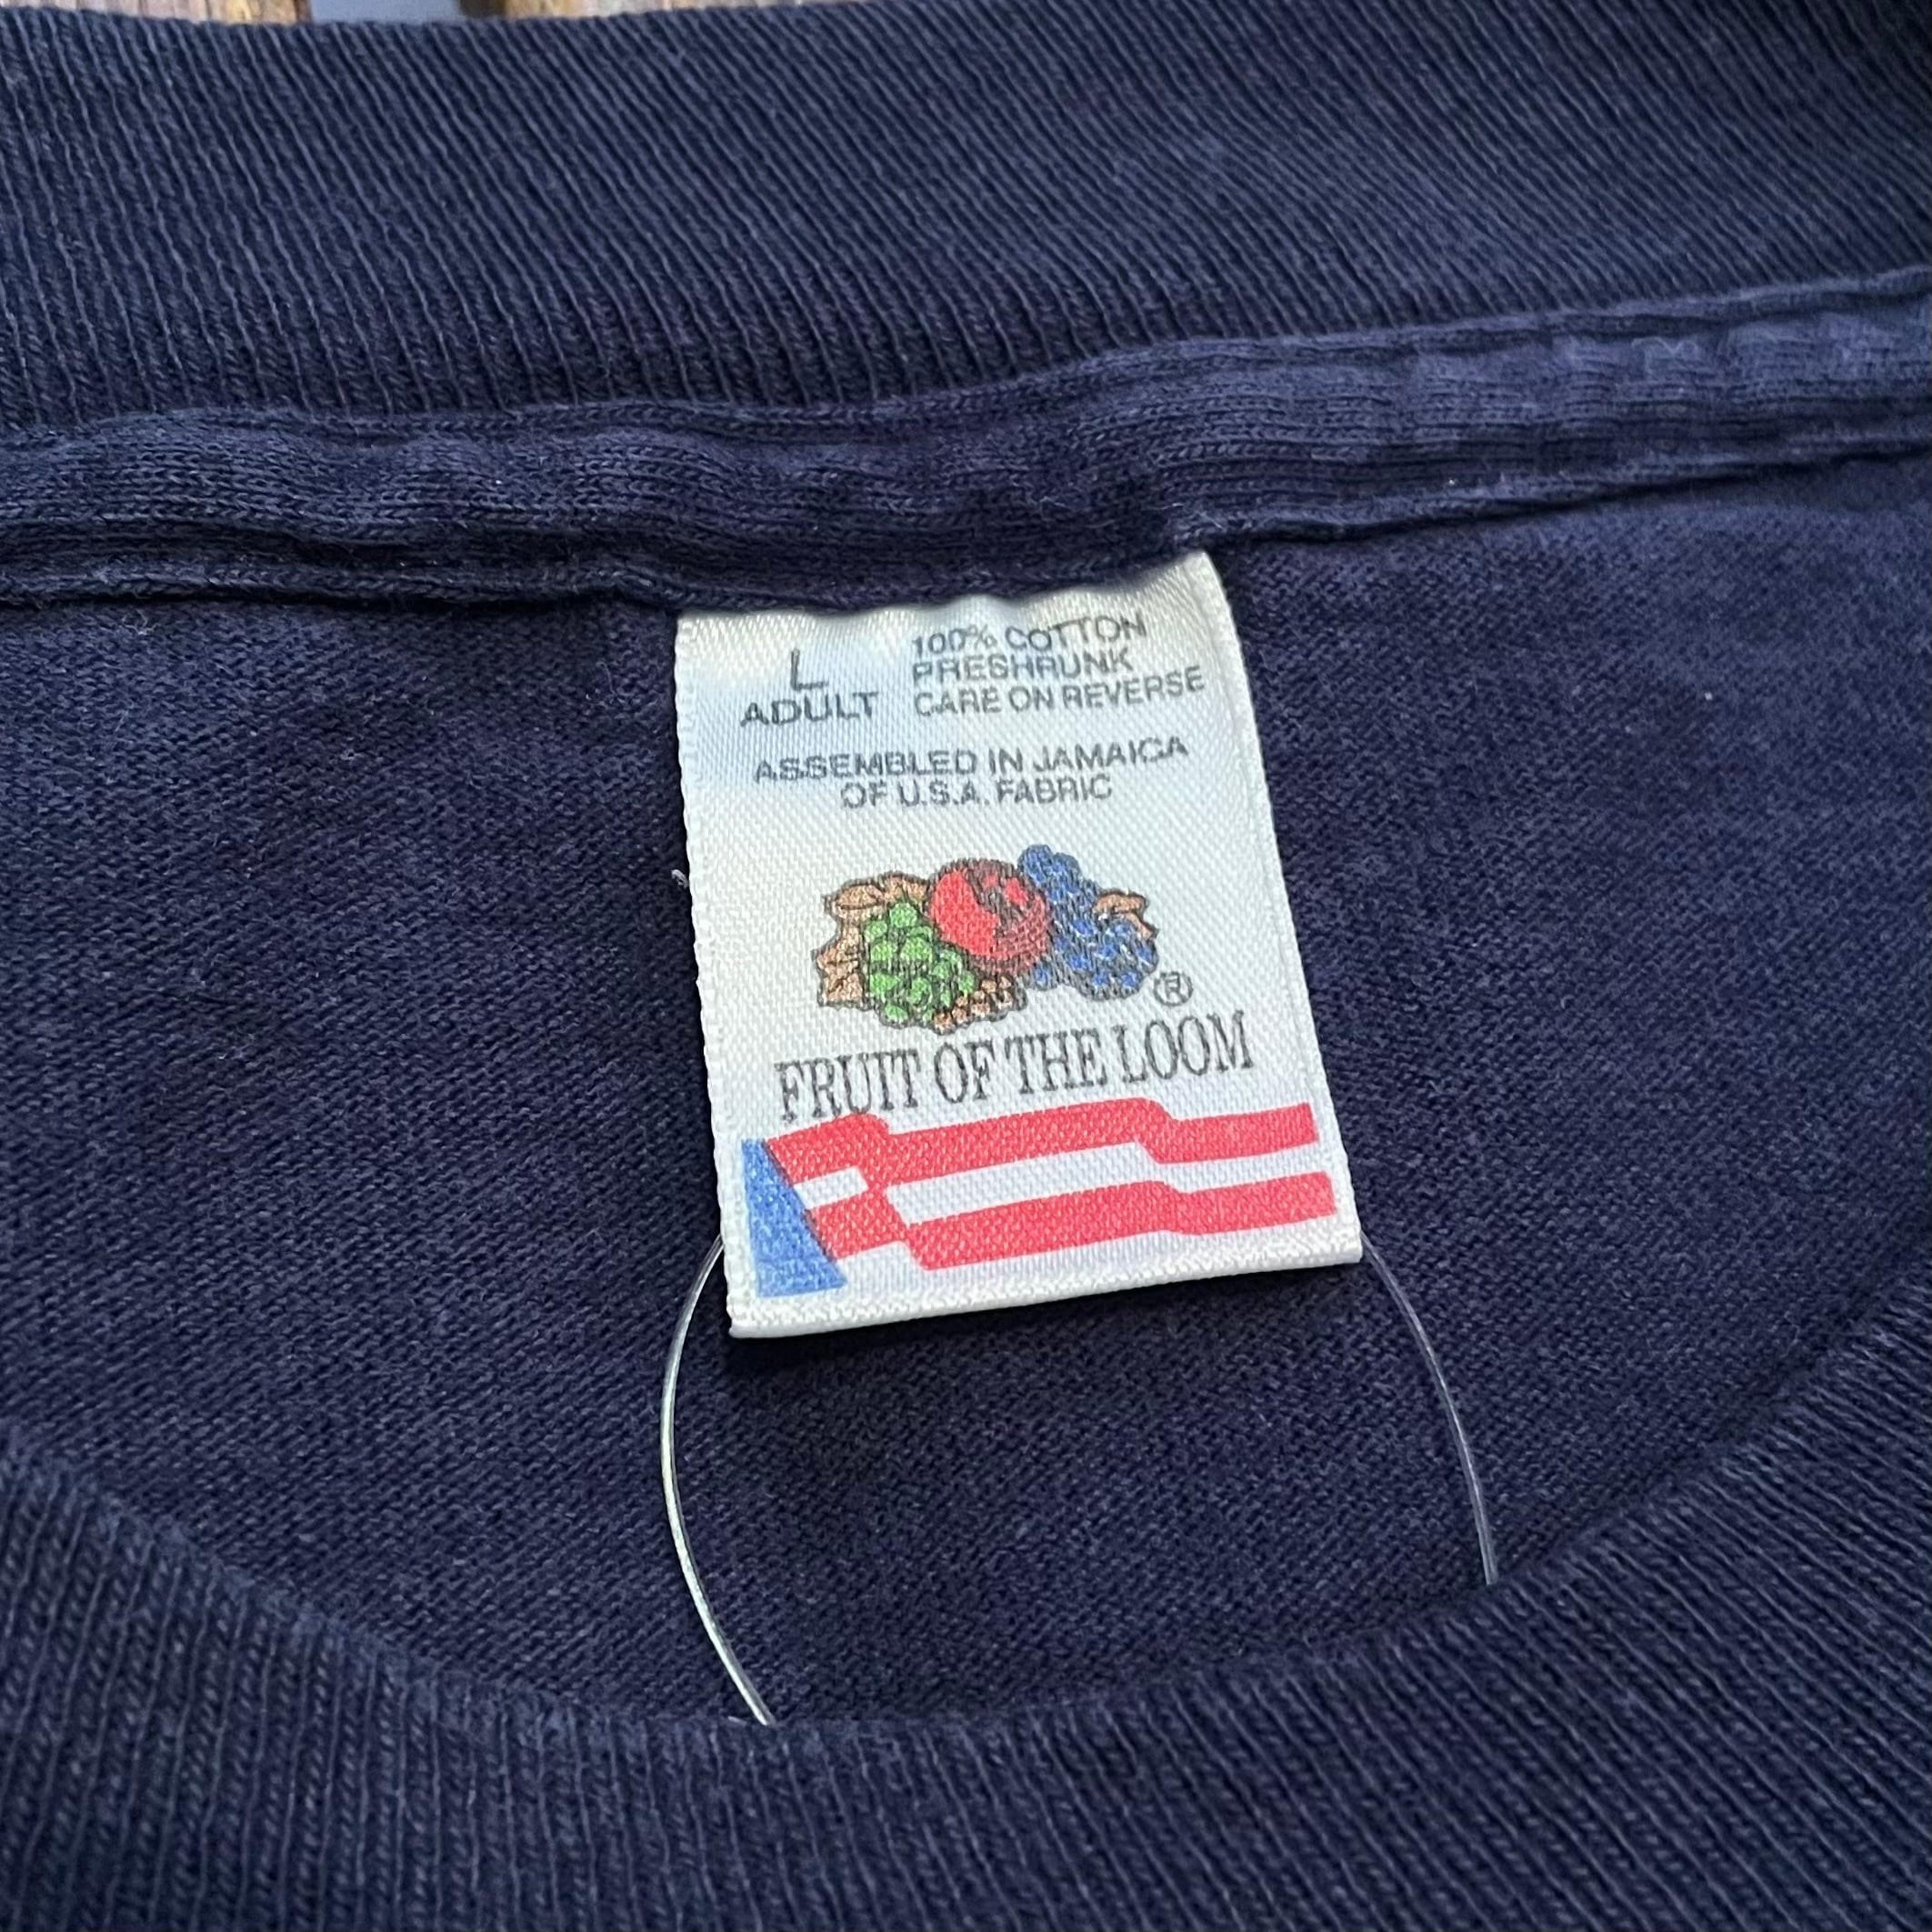 L
ADULT
100% COTTON
PRESHRUNK
CARE ON REVERSE
ASSEMBLED IN JAMAICA
OF U.S.A. FABRIC
®
FRUIT OF THE LOOM